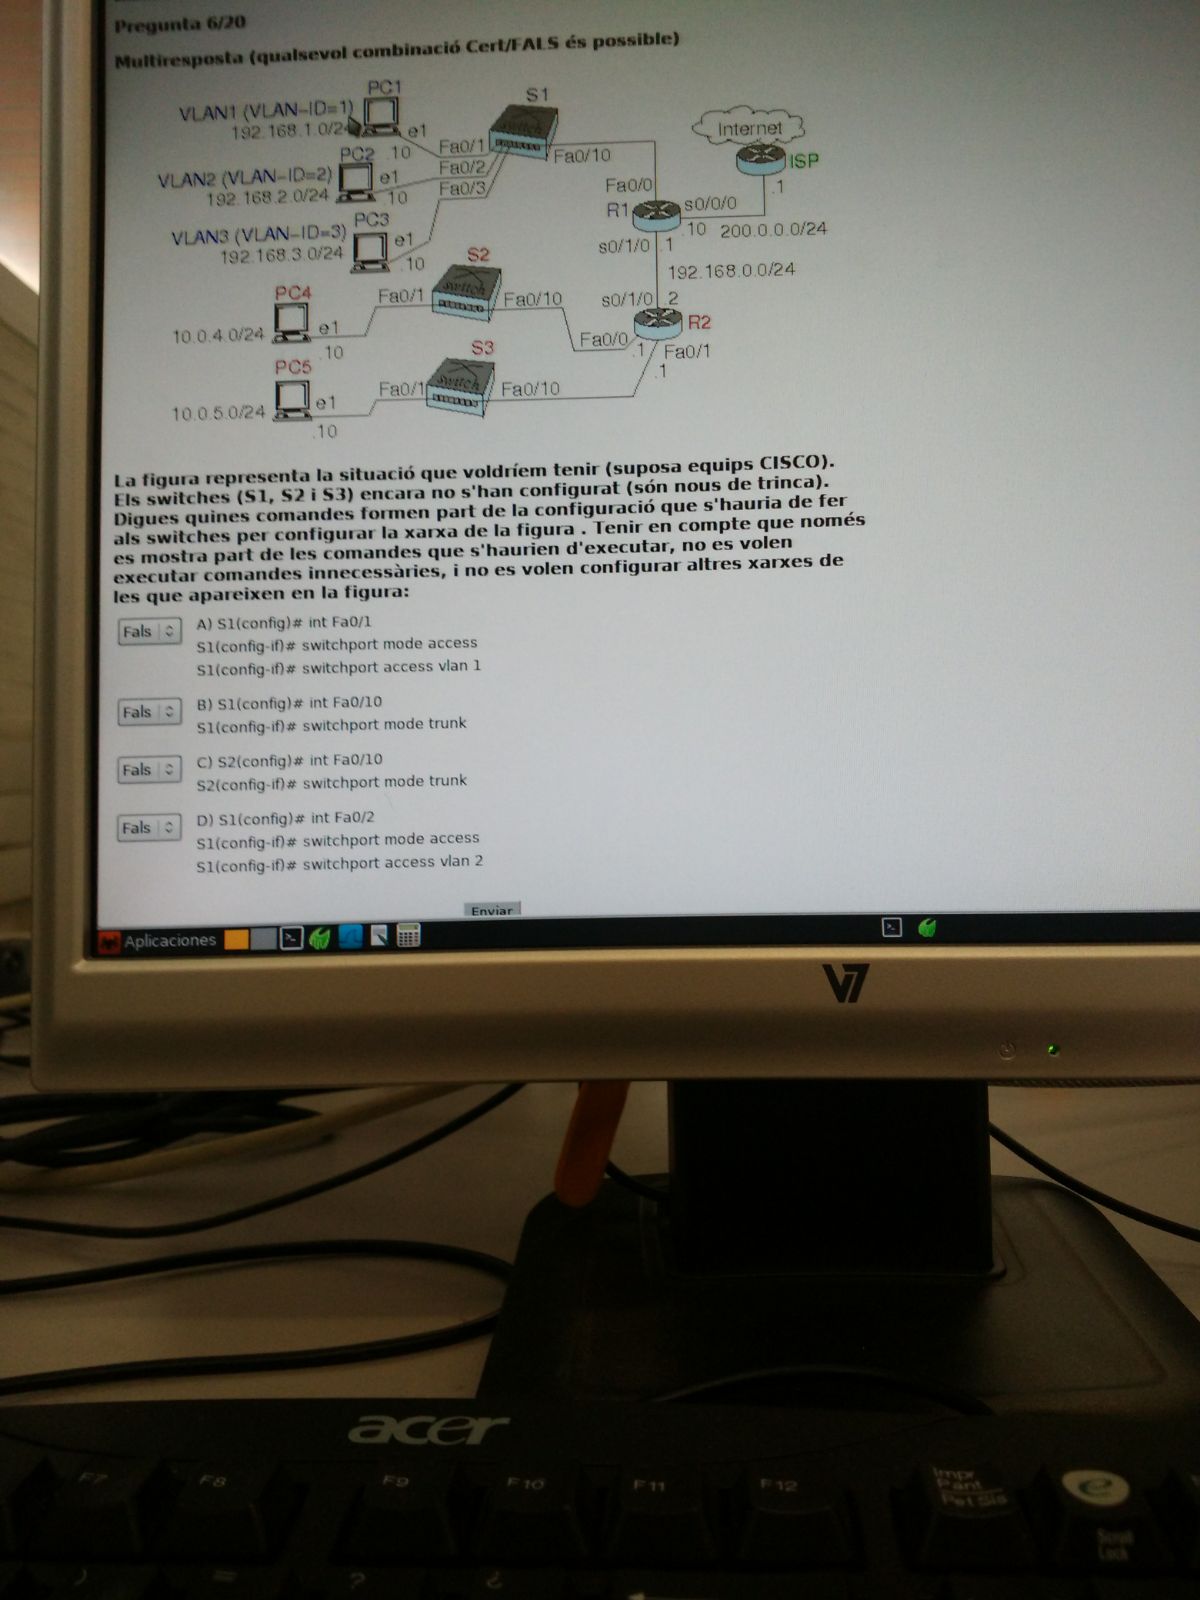 Pregunta 6/20
Multiresposta (qualsevol combinació Cert/FALS és possible)
PC1
S1
VLAN1 (VLAN-ID=1)
192.168.1.0/24
e1
.10
Fa0/1
switch
Fa0/10
Internet
ISP
.1
PC2
VLAN2 (VLAN-ID=2)
192.168.2.0/24
e1
.10
Fa0/2
Fa0/3
Fa0/0
R1
s0/0/0
.10
200.0.0.0/24
PC3
VLAN3 (VLAN-ID=3)
192.168.3.0/24
e1
.10
s0/1/0
.1
192.168.0.0/24
S2
switch
PC4
10.0.4.0/24
e1
.10
Fa0/1
Fa0/10
s0/1/0
.2
R2
Fa0/0
.1
Fa0/1
.1
S3
switch
PC5
10.0.5.0/24
e1
.10
Fa0/1
Fa0/10
La figura representa la situació que voldríem tenir (suposa equips CISCO).
Els switches (S1, S2 i S3) encara no s'han configurat (són nous de trinca).
Digues quines comandes formen part de la configuració que s'hauria de fer
als switches per configurar la xarxa de la figura . Tenir en compte que només
es mostra part de les comandes que s'haurien d'executar, no es volen
executar comandes innecessàries, i no es volen configurar altres xarxes de
les que apareixen en la figura:
Fals
A) S1(config)# int Fa0/1
S1(config-if)# switchport mode access
S1(config-if)# switchport access vlan 1
Fals
B) S1(config)# int Fa0/10
S1(config-if)# switchport mode trunk
Fals
C) S2(config)# int Fa0/10
S2(config-if)# switchport mode trunk
Fals
D) S1(config)# int Fa0/2
S1(config-if)# switchport mode access
S1(config-if)# switchport access vlan 2
Enviar
Aplicaciones
V7
acer
F7
F8
F9
F10
F11
F12
Impr
Pant
Pet Sis
e
Scroll
Lock
)
=
?
¿